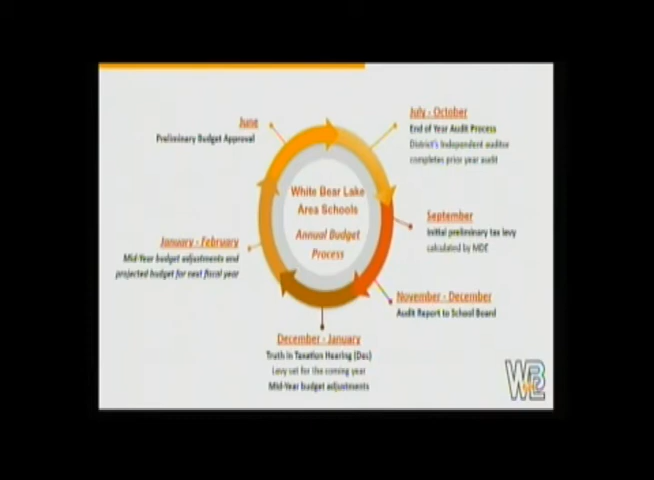 June
Preliminary Budget Approval
July - October
End of Year Audit Process
District's Independent auditor
completes prior year audit
White Bear Lake
Area Schools
Annual Budget
Process
September
Initial preliminary tax levy
calculated by MDE
January - February
Mid-Year budget adjustments and
projected budget for next fiscal year
November - December
Audit Report to School Board
December - January
Truth in Taxation Hearing (Dec)
Levy set for the coming year
Mid-Year budget adjustments